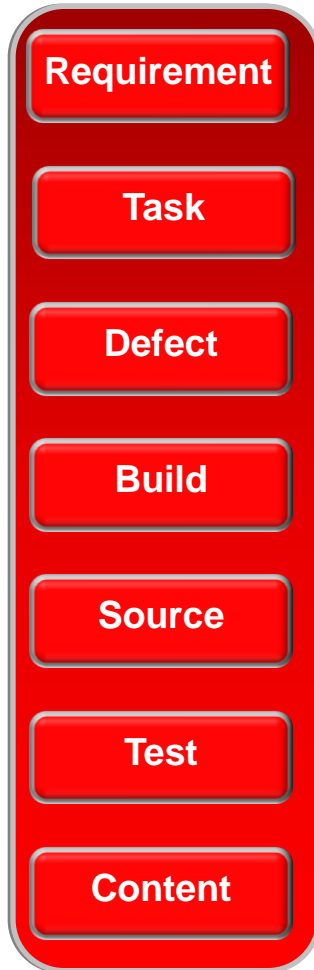 Requirement
Task
Defect
Build
Source
Test
Content